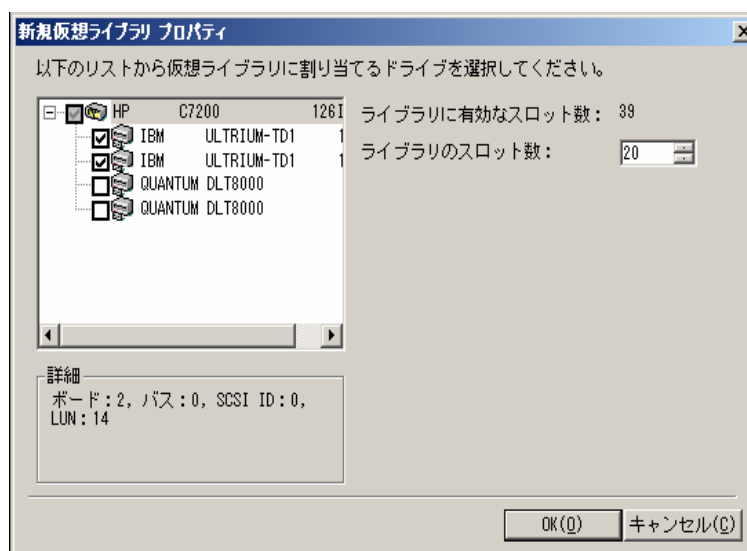 新規仮想ライブラリ プロパティ
以下のリストから仮想ライブラリに割り当てるドライブを選択してください。
HP C7200 126I
IBM ULTRIUM-TD1 1
IBM ULTRIUM-TD1 1
QUANTUM DLT8000
QUANTUM DLT8000
ライブラリに有効なスロット数： 39
ライブラリのスロット数： 20
詳細
ボード：2, バス：0, SCSI ID：0,
LUN：14
OK(O) キャンセル(C)